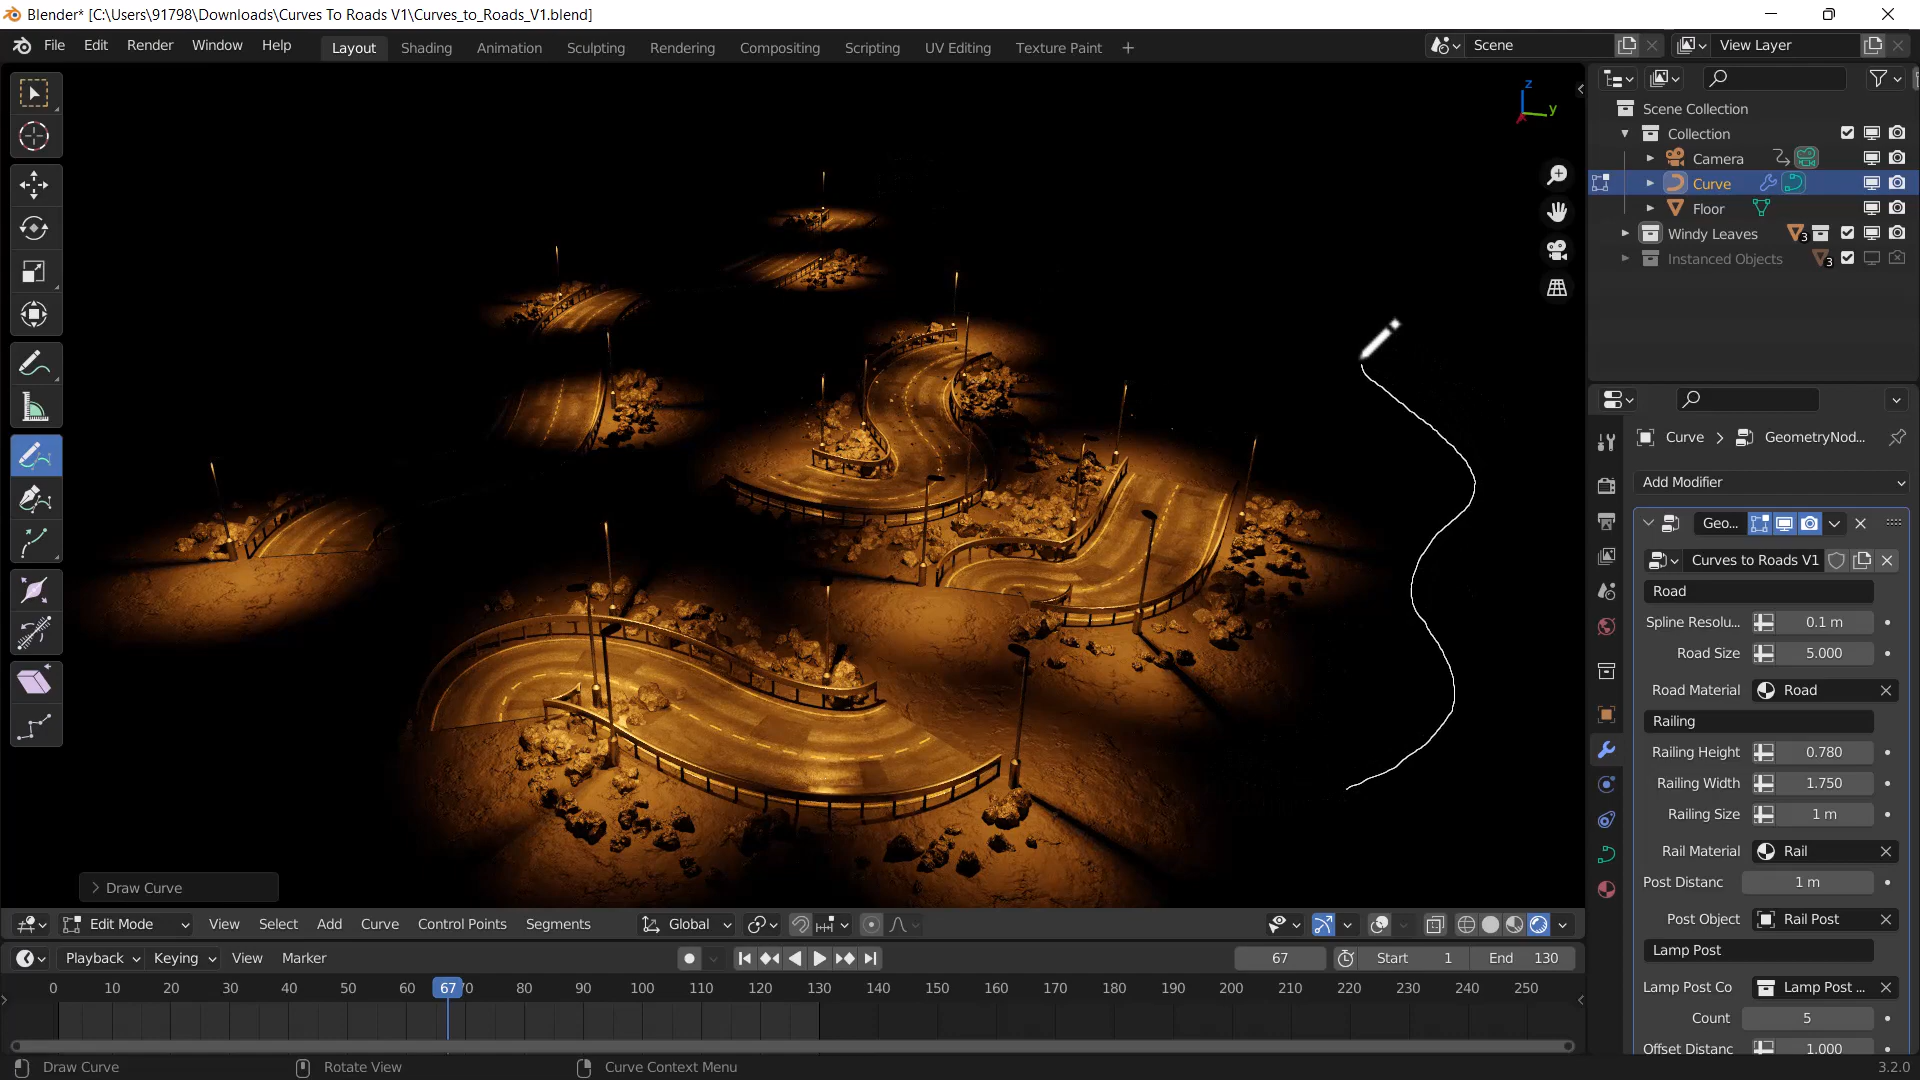 Blender* [C:\Users\91798\Downloads\Curves To Roads V1\Curves_to_Roads_V1.blend]
File Edit Render Window Help Layout Shading Animation Sculpting Rendering Compositing Scripting UV Editing Texture Paint + Scene View Layer
Z
y
Scene Collection
Collection
Camera
Curve
Floor
Windy Leaves 3
Instanced Objects 3
Curve > GeometryNod...
Add Modifier
Geo...
Curves to Roads V1
Road
Spline Resolu... 0.1 m
Road Size 5.000
Road Material Road
Railing
Railing Height 0.780
Railing Width 1.750
Railing Size 1 m
Rail Material Rail
Post Distanc 1 m
Post Object Rail Post
Lamp Post
Lamp Post Co Lamp Post ...
Count 5
Offset Distanc 1.000
> Draw Curve
Edit Mode View Select Add Curve Control Points Segments Global
Playback Keying View Marker 67 Start 1 End 130
0 10 20 30 40 50 60 67 70 80 90 100 110 120 130 140 150 160 170 180 190 200 210 220 230 240 250
Draw Curve Rotate View Curve Context Menu 3.2.0